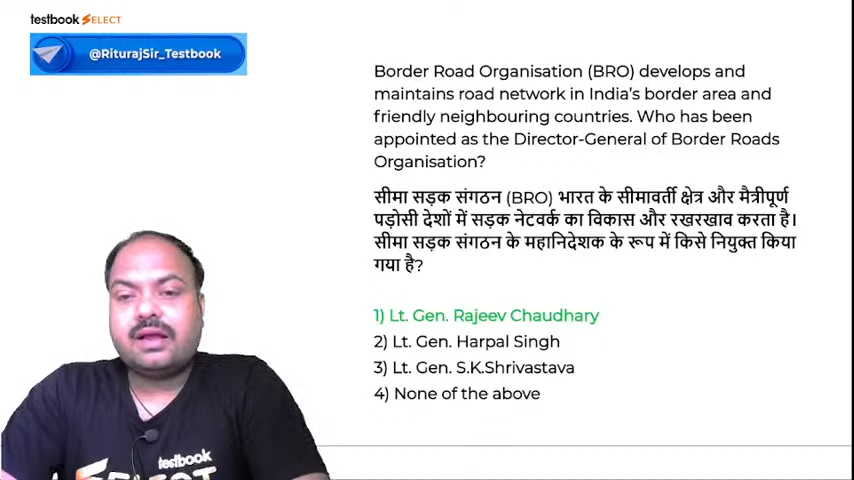 testbook SELECT
@RiturajSir_Testbook
Border Road Organisation (BRO) develops and
maintains road network in India's border area and
friendly neighbouring countries. Who has been
appointed as the Director-General of Border Roads
Organisation?
सीमा सड़क संगठन (BRO) भारत के सीमावर्ती क्षेत्र और मैत्रीपूर्ण
पड़ोसी देशों में सड़क नेटवर्क का विकास और रखरखाव करता है।
सीमा सड़क संगठन के महानिदेशक के रूप में किसे नियुक्त किया
गया है?
1) Lt. Gen. Rajeev Chaudhary
2) Lt. Gen. Harpal Singh
3) Lt. Gen. S.K.Shrivastava
4) None of the above
testbook